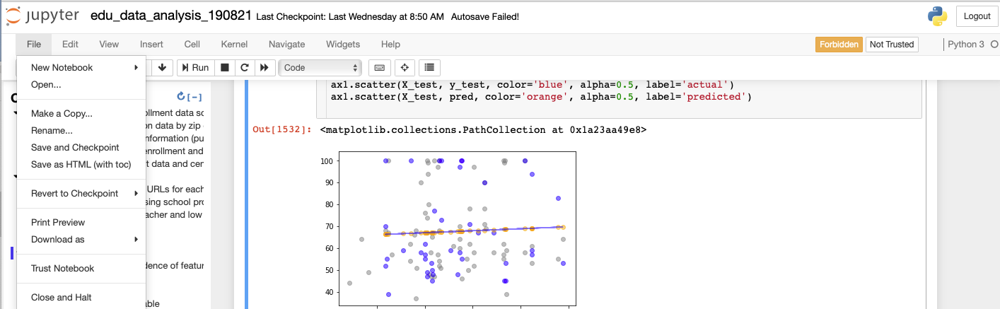 jupyter edu_data_analysis_190821 Last Checkpoint: Last Wednesday at 8:50 AM Autosave Failed! Logout
File Edit View Insert Cell Kernel Navigate Widgets Help Forbidden Not Trusted Python 3
Run Code
New Notebook
Open...
Make a Copy...
Rename...
Save and Checkpoint
Save as HTML (with toc)
Revert to Checkpoint
Print Preview
Download as
Trust Notebook
Close and Halt
[-]
ollment data
on data by zip
nformation (pu
enrollment and
t data and cen
URLs for each
sing school pro
acher and low
dence of featur
able
ax1.scatter(X_test, y_test, color='blue', alpha=0.5, label='actual')
ax1.scatter(X_test, pred, color='orange', alpha=0.5, label='predicted')
Out[1532]: <matplotlib.collections.PathCollection at 0x1a23aa49e8>
100
90
80
70
60
50
40